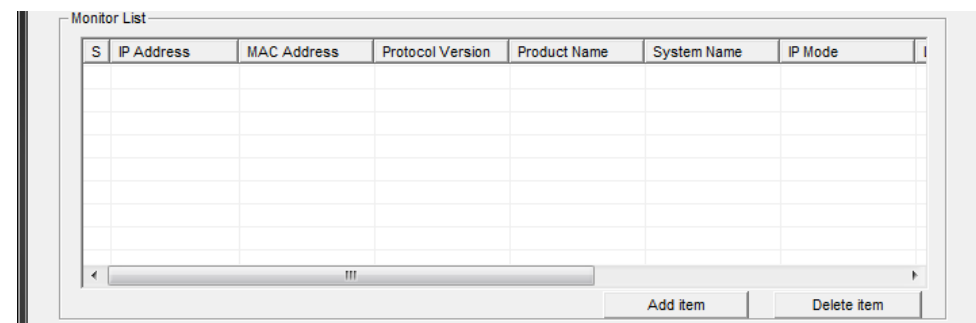 Monitor List
S IP Address MAC Address Protocol Version Product Name System Name IP Mode
Add item Delete item